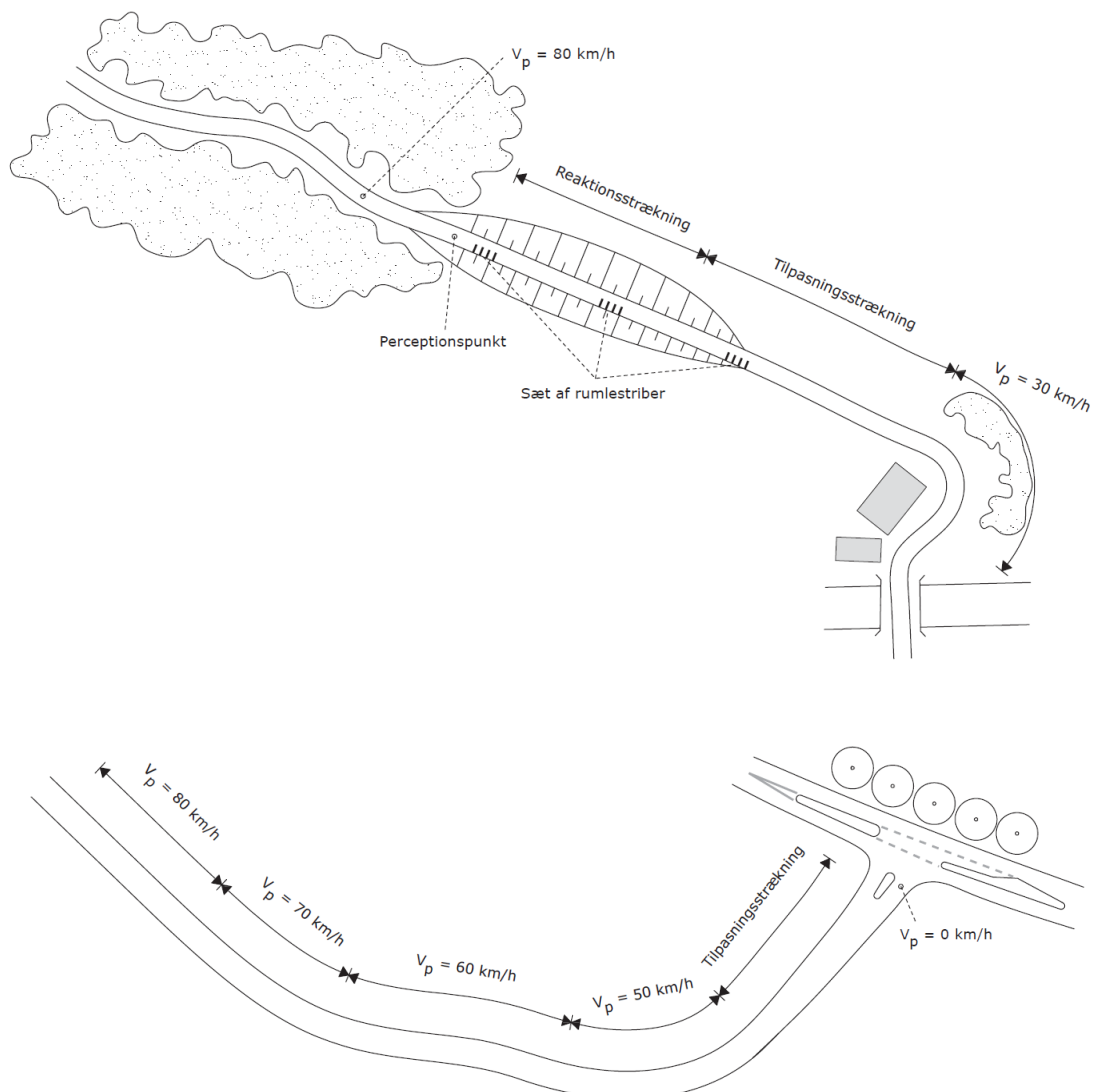 Vp = 80 km/h
Reaktionsstrækning
Tilpasningsstrækning
Perceptionspunkt
Vp = 30 km/h
Sæt af rumlestriber
Vp = 80 km/h
Vp = 70 km/h
Vp = 60 km/h
Vp = 50 km/h
Tilpasningsstrækning
Vp = 0 km/h